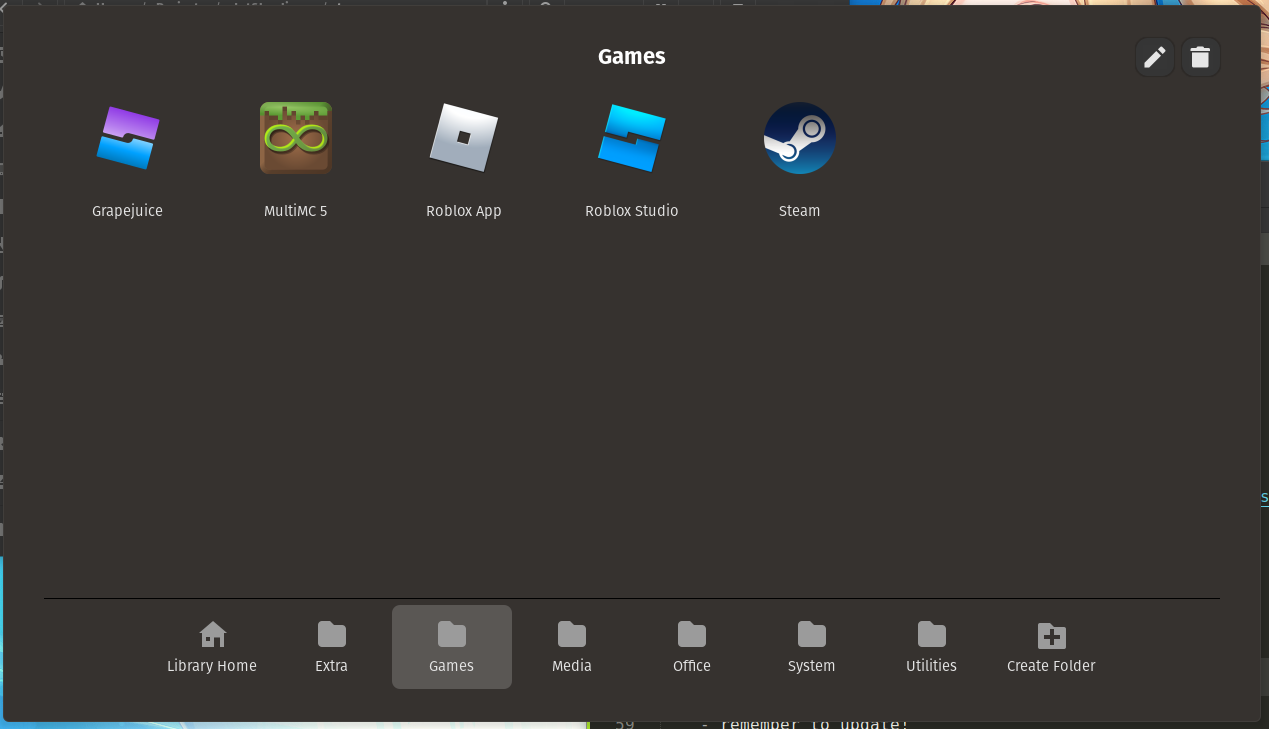 Games
Grapejuice
MultiMC 5
Roblox App
Roblox Studio
Steam
Library Home
Extra
Games
Media
Office
System
Utilities
Create Folder
59 - remember to update!